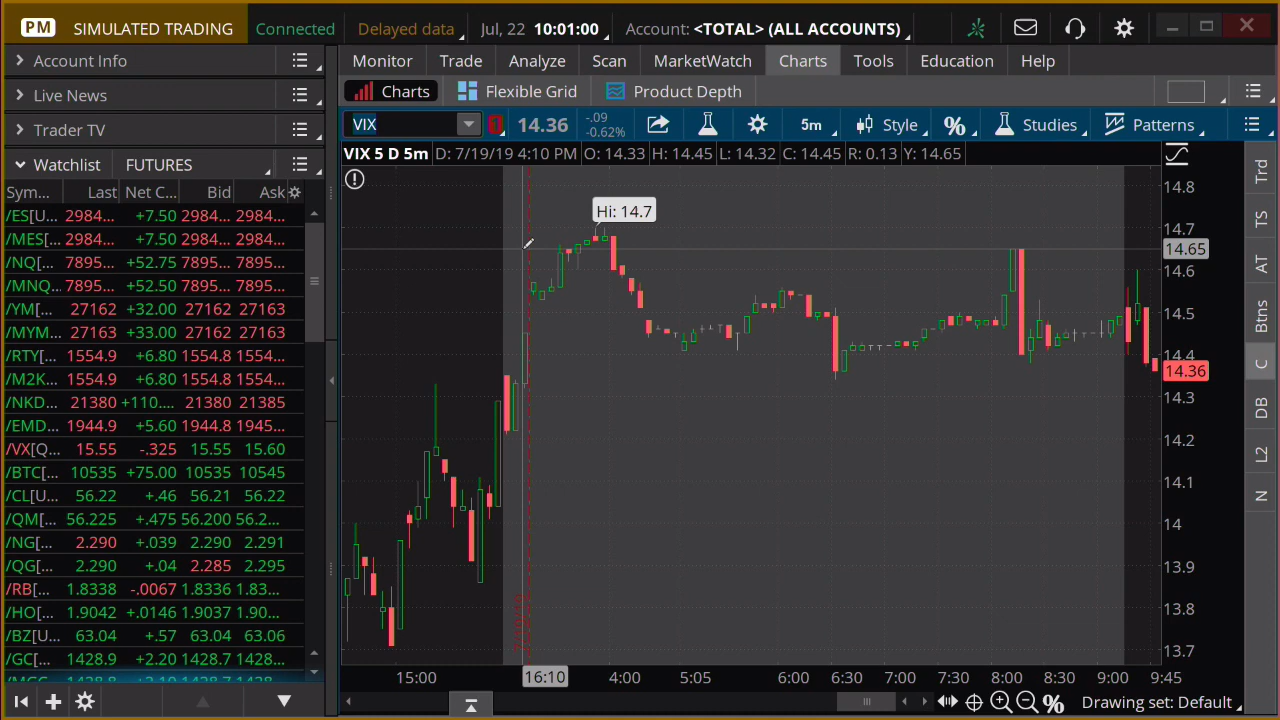 PM SIMULATED TRADING Connected Delayed data Jul, 22 10:01:00 Account: <TOTAL> (ALL ACCOUNTS)
Account Info
Live News
Trader TV
Watchlist FUTURES
Sym... Last Net C... Bid Ask
/ES[U... 2984... +7.50 2984... 2984...
/MES[... 2984... +7.50 2984... 2984...
/NQ[... 7895... +52.75 7895... 7895...
/MNQ... 7895... +52.50 7895... 7895...
/YM[... 27162 +32.00 27162 27163
/MYM... 27163 +33.00 27162 27163
/RTY[... 1554.9 +6.80 1554.8 1554...
/M2K... 1554.9 +6.80 1554.8 1554...
/NKD... 21380 +110.... 21380 21385
/EMD... 1944.9 +5.60 1944.8 1945...
/VX[Q... 15.55 -.325 15.55 15.60
/BTC[... 10535 +75.00 10535 10545
/CL[U... 56.22 +.46 56.21 56.22
/QM[... 56.225 +.475 56.200 56.2...
/NG[... 2.290 +.039 2.290 2.291
/QG[... 2.290 +.04 2.285 2.295
/RB[... 1.8338 -.0067 1.8336 1.83...
/HO[... 1.9042 +.0146 1.9037 1.90...
/BZ[U... 63.04 +.57 63.04 63.06
/GC[... 1428.9 +2.20 1428.7 1428...
Monitor Trade Analyze Scan MarketWatch Charts Tools Education Help
Charts Flexible Grid Product Depth
VIX 1 14.36 -.09 -0.62% 5m Style % Studies Patterns
VIX 5 D 5m D: 7/19/19 4:10 PM O: 14.33 H: 14.45 L: 14.32 C: 14.45 R: 0.13 Y: 14.65
Hi: 14.7
14.8
14.7
14.65
14.6
14.5
14.4
14.36
14.3
14.2
14.1
14
13.9
13.8
13.7
15:00 16:10 4:00 5:05 6:00 6:30 7:00 7:30 8:00 8:30 9:00 9:45
% Drawing set: Default
Trd
TS
AT
Btns
C
DB
L2
N